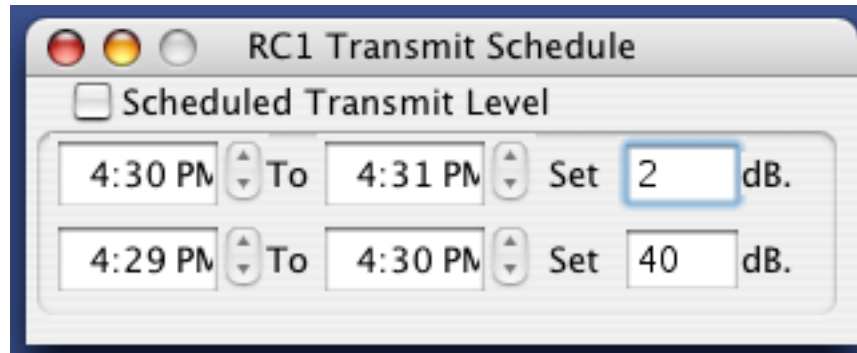 RC1 Transmit Schedule
Scheduled Transmit Level
4:30 PM To 4:31 PM Set 2 dB.
4:29 PM To 4:30 PM Set 40 dB.